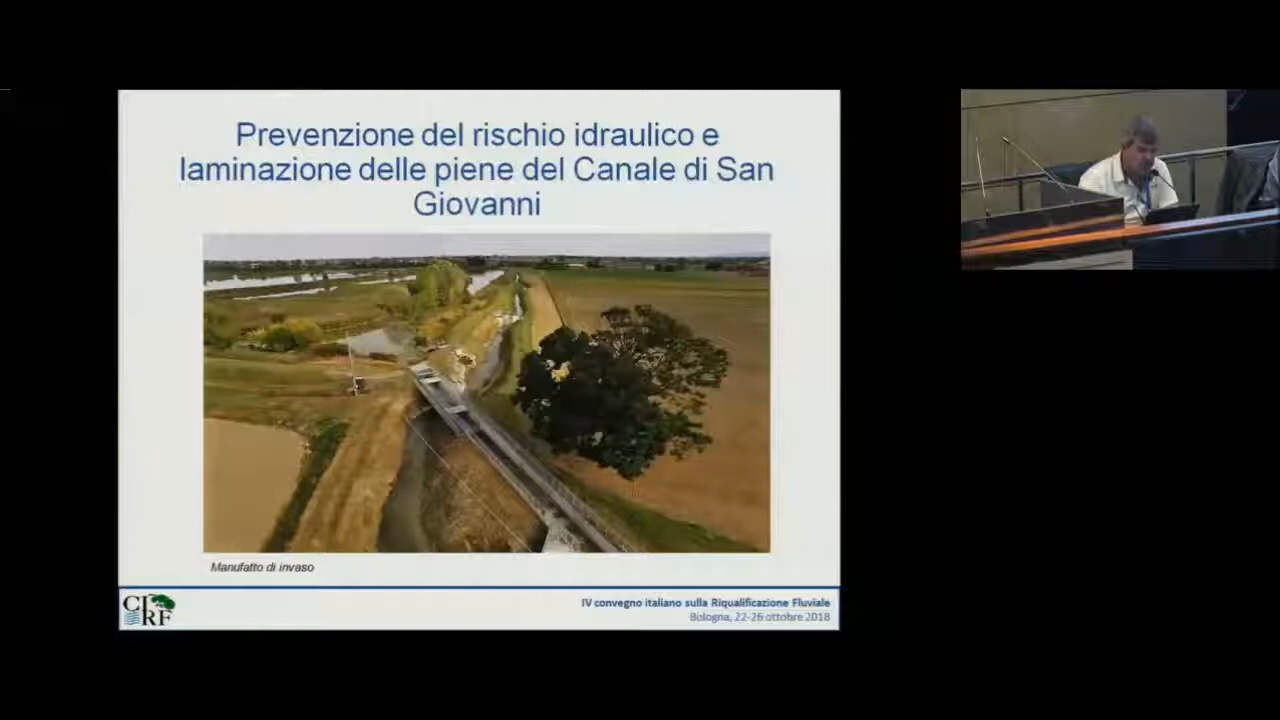 Prevenzione del rischio idraulico e
laminazione delle piene del Canale di San
Giovanni
Manufatto di invaso
CIRF
IV convegno italiano sulla Riqualificazione Fluviale
Bologna, 22-26 ottobre 2018